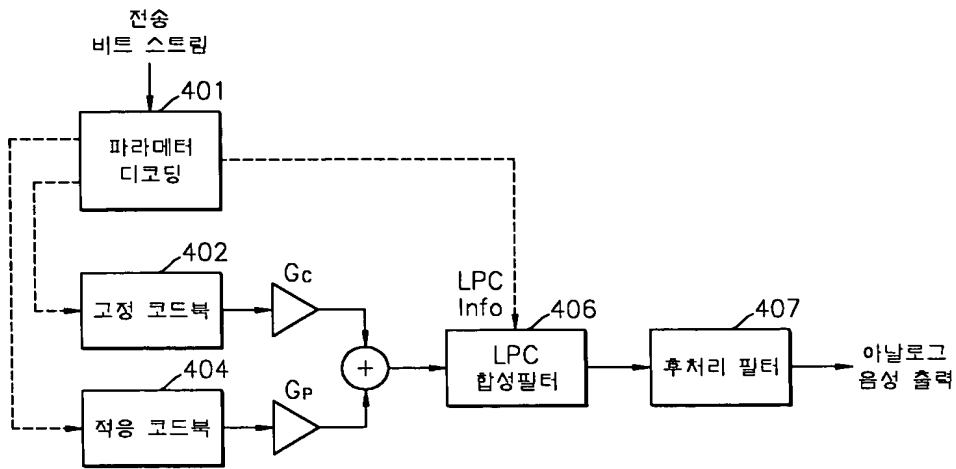 전송
비트 스트림
401
파라메터
디코딩
402
고정 코드북
Gc
LPC
Info
406
LPC
합성필터
407
후처리 필터
아날로그
음성 출력
+
404
적응 코드북
GP